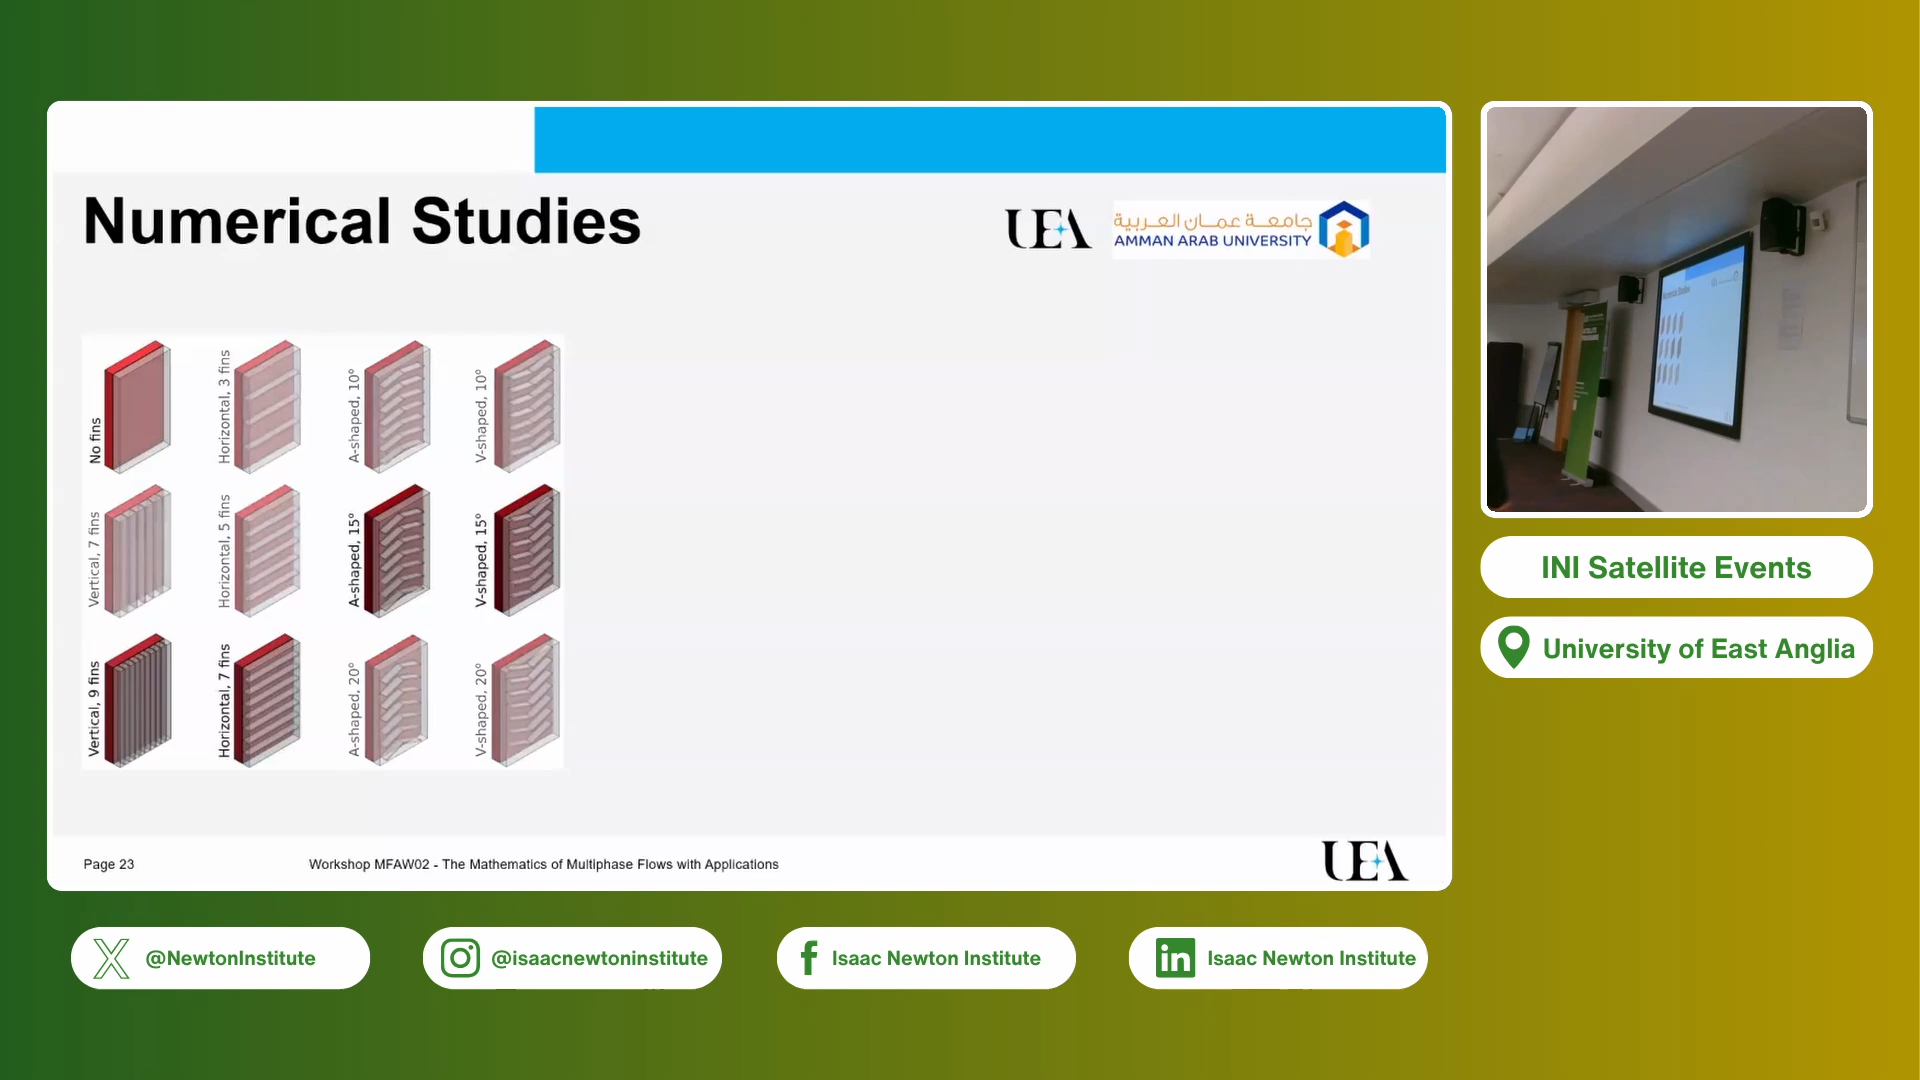 Numerical Studies
UEA
جامعة عمان العربية
AMMAN ARAB UNIVERSITY
No fins
Horizontal, 3 fins
A-shaped, 10°
V-shaped, 10°
Vertical, 7 fins
Horizontal, 5 fins
A-shaped, 15°
V-shaped, 15°
Vertical, 9 fins
Horizontal, 7 fins
A-shaped, 20°
V-shaped, 20°
Page 23
Workshop MFAW02 - The Mathematics of Multiphase Flows with Applications
UEA
Numerical Studies
INI Satellite Events
University of East Anglia
@NewtonInstitute
@isaacnewtoninstitute
Isaac Newton Institute
Isaac Newton Institute